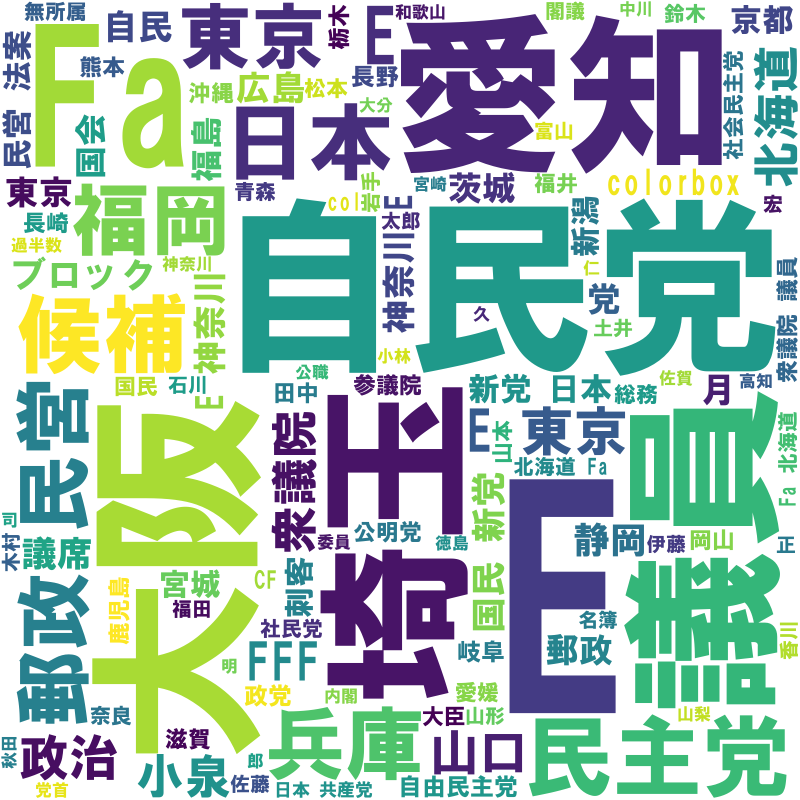 無所属
自民
東京
栃木
E
和歌山
閣議
中川
鈴木
京都
民営 法案
熊本
Fa
沖縄
広島
松本
長野
大分
愛知
社会民主党
北海道
国会
福島
日本
富山
東京
青森
col
岩手
E
宮崎
茨城
福井
colorbox
宏
長崎
福岡
太郎
新潟
過半数
神奈川
ブロック
神奈川
神奈川
自民党
仁
党
久
土井
衆議院 議員
候補
小林
公職
国民
石川
E
田中
参議院
新党 日本
総務
佐賀
月
高知
民営
大阪
衆議院
埼玉
E
東京
山本
北海道 Fa
議員
Fa 北海道
司
木村
議席
委員
公明党
徳島
国民 新党
静岡
伊藤
岡山
正
宮城
CF
刺客
E
鹿児島
福田
社民党
名簿
郵政
香川
郵政
明
FFF
岐阜
政党
内閣
愛媛
奈良
大臣
山形
山梨
滋賀
秋田
政治
郎
兵庫
山口
民主党
党首
小泉
佐藤
日本 共産党
自由民主党